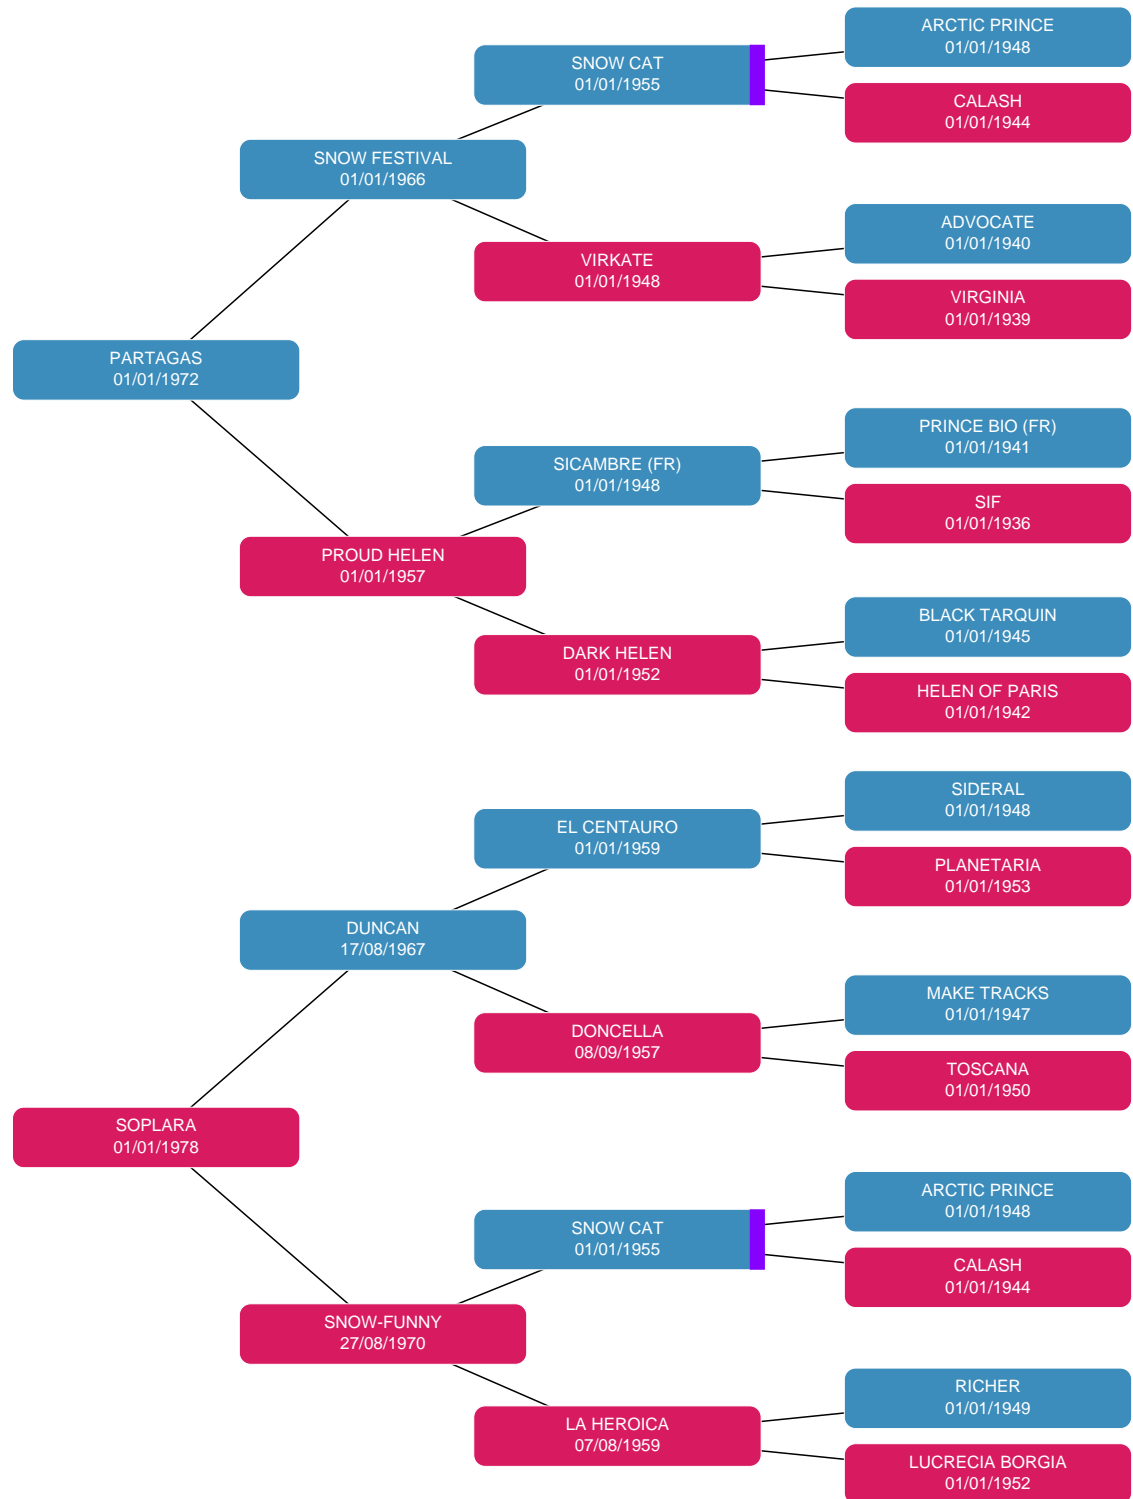 ARCTIC PRINCE
01/01/1948
SNOW CAT
01/01/1955
CALASH
01/01/1944
SNOW FESTIVAL
01/01/1966
ADVOCATE
01/01/1940
VIRKATE
01/01/1948
VIRGINIA
01/01/1939
PARTAGAS
01/01/1972
PRINCE BIO (FR)
01/01/1941
SICAMBRE (FR)
01/01/1948
SIF
01/01/1936
PROUD HELEN
01/01/1957
BLACK TARQUIN
01/01/1945
DARK HELEN
01/01/1952
HELEN OF PARIS
01/01/1942
SIDERAL
01/01/1948
EL CENTAURO
01/01/1959
PLANETARIA
01/01/1953
DUNCAN
17/08/1967
MAKE TRACKS
01/01/1947
DONCELLA
08/09/1957
TOSCANA
01/01/1950
SOPLARA
01/01/1978
ARCTIC PRINCE
01/01/1948
SNOW CAT
01/01/1955
CALASH
01/01/1944
SNOW-FUNNY
27/08/1970
RICHER
01/01/1949
LA HEROICA
07/08/1959
LUCRECIA BORGIA
01/01/1952